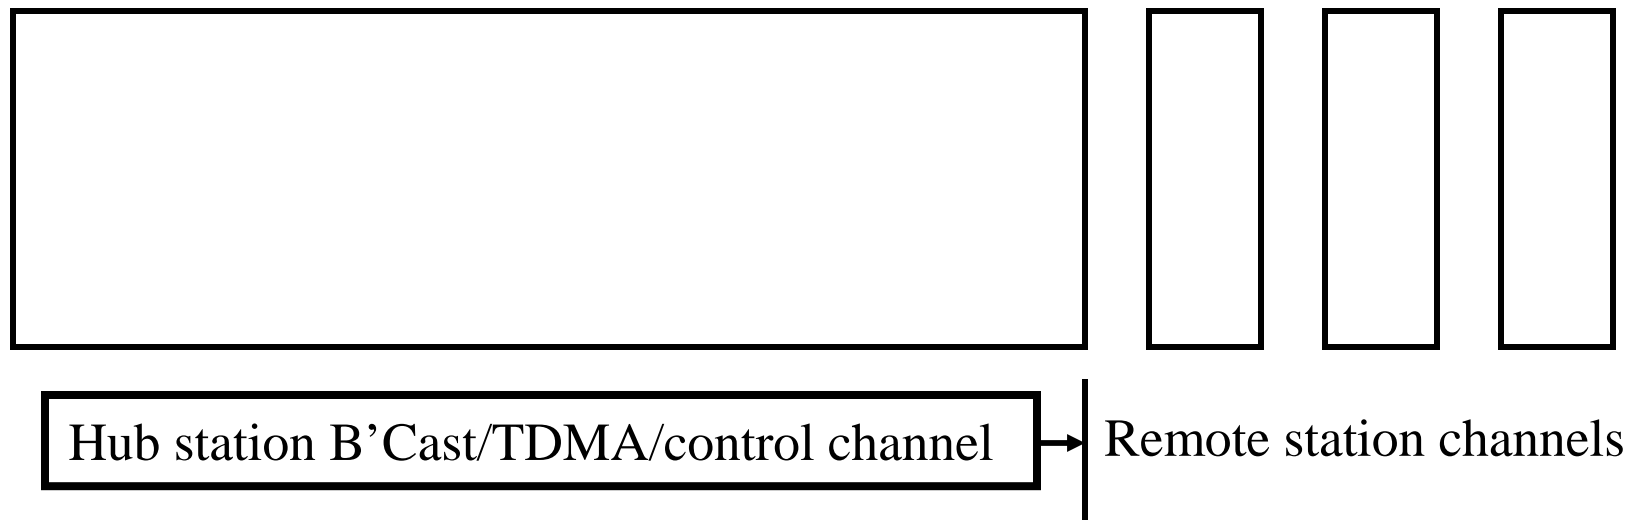 Hub station B’Cast/TDMA/control channel
Remote station channels